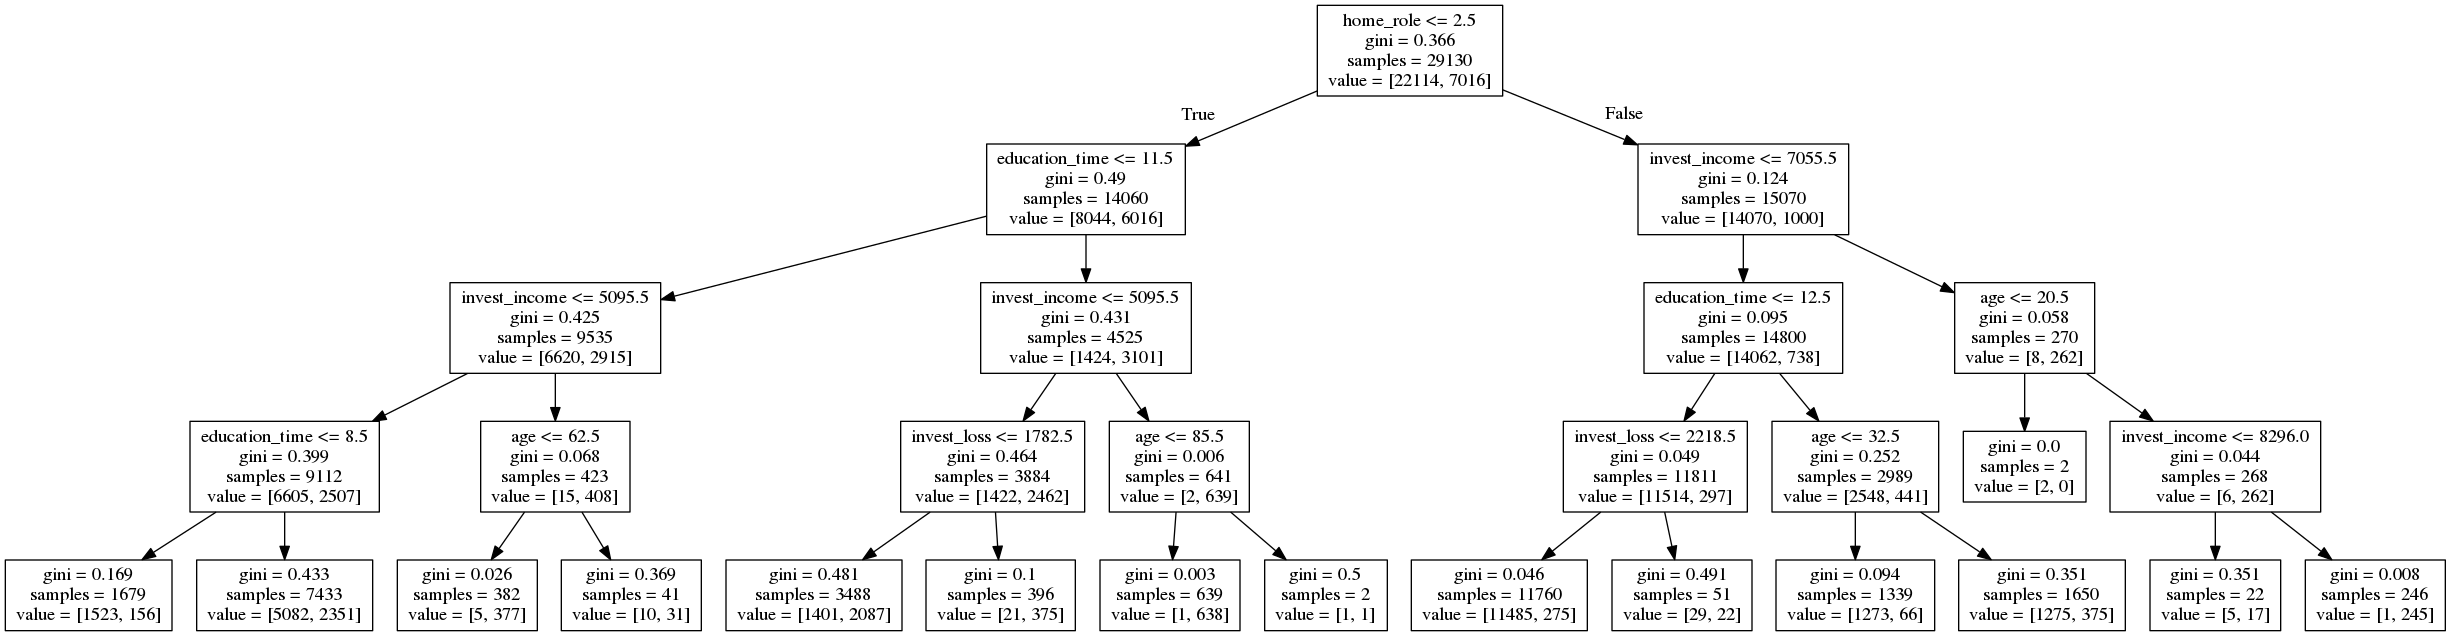 home_role <= 2.5
gini = 0.366
samples = 29130
value = [22114, 7016]
True
False
education_time <= 11.5
gini = 0.49
samples = 14060
value = [8044, 6016]
invest_income <= 7055.5
gini = 0.124
samples = 15070
value = [14070, 1000]
invest_income <= 5095.5
gini = 0.425
samples = 9535
value = [6620, 2915]
invest_income <= 5095.5
gini = 0.431
samples = 4525
value = [1424, 3101]
education_time <= 12.5
gini = 0.095
samples = 14800
value = [14062, 738]
age <= 20.5
gini = 0.058
samples = 270
value = [8, 262]
education_time <= 8.5
gini = 0.399
samples = 9112
value = [6605, 2507]
age <= 62.5
gini = 0.068
samples = 423
value = [15, 408]
invest_loss <= 1782.5
gini = 0.464
samples = 3884
value = [1422, 2462]
age <= 85.5
gini = 0.006
samples = 641
value = [2, 639]
invest_loss <= 2218.5
gini = 0.049
samples = 11811
value = [11514, 297]
age <= 32.5
gini = 0.252
samples = 2989
value = [2548, 441]
gini = 0.0
samples = 2
value = [2, 0]
invest_income <= 8296.0
gini = 0.044
samples = 268
value = [6, 262]
gini = 0.169
samples = 1679
value = [1523, 156]
gini = 0.433
samples = 7433
value = [5082, 2351]
gini = 0.026
samples = 382
value = [5, 377]
gini = 0.369
samples = 41
value = [10, 31]
gini = 0.481
samples = 3488
value = [1401, 2087]
gini = 0.1
samples = 396
value = [21, 375]
gini = 0.003
samples = 639
value = [1, 638]
gini = 0.5
samples = 2
value = [1, 1]
gini = 0.046
samples = 11760
value = [11485, 275]
gini = 0.491
samples = 51
value = [29, 22]
gini = 0.094
samples = 1339
value = [1273, 66]
gini = 0.351
samples = 1650
value = [1275, 375]
gini = 0.351
samples = 22
value = [5, 17]
gini = 0.008
samples = 246
value = [1, 245]